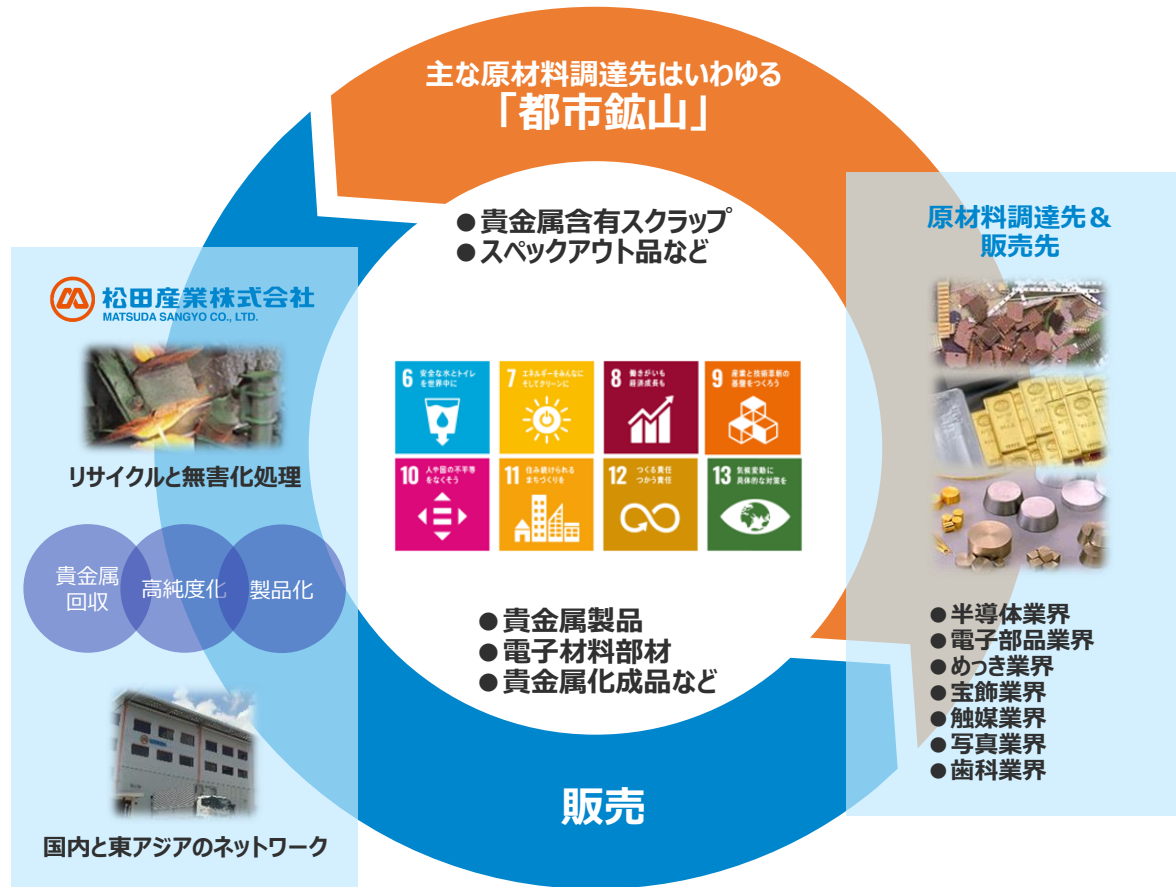 主な原材料調達先はいわゆる
「都市鉱山」
●貴金属含有スクラップ
●スペックアウト品など
松田産業株式会社
MATSUDA SANGYO CO., LTD.
リサイクルと無害化処理
貴金属
回収
高純度化
製品化
国内と東アジアのネットワーク
6 安全な水とトイレ
を世界中に
7 エネルギーをみんなに
そしてクリーンに
8 働きがいも
経済成長も
9 産業と技術革新の
基盤をつくろう
10 人や国の不平等
をなくそう
11 住み続けられる
まちづくりを
12 つくる責任
つかう責任
13 気候変動に
具体的な対策を
●貴金属製品
●電子材料部材
●貴金属化成品など
販売
原材料調達先&
販売先
●半導体業界
●電子部品業界
●めっき業界
●宝飾業界
●触媒業界
●写真業界
●歯科業界